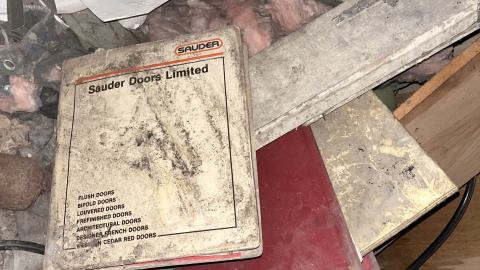 SAUDER
Sauder Doors Limited
FLUSH DOORS
BIFOLD DOORS
LOUVERED DOORS
PREFINISHED DOORS
ARCHITECTURAL DOORS
DESIGNER FRENCH DOORS
CEDAR RED DOORS